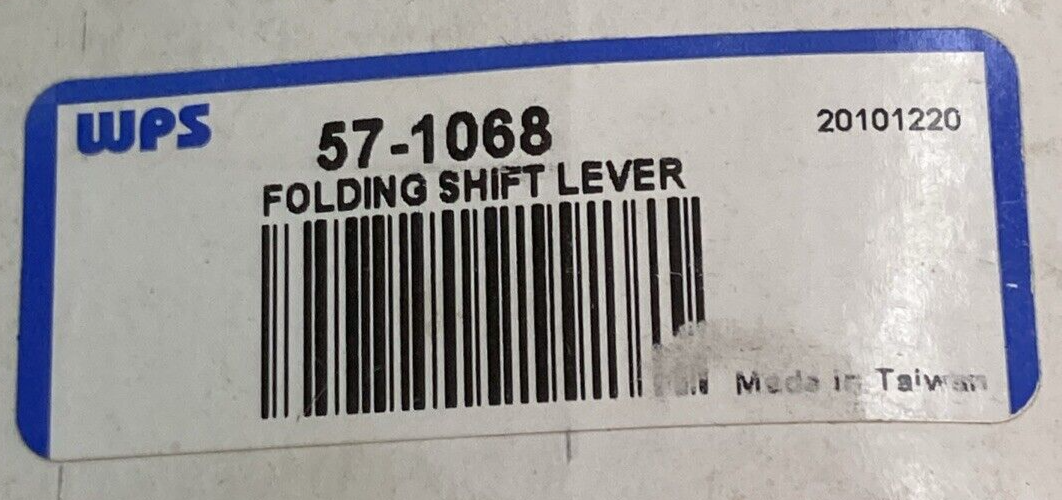 WPS
57-1068
20101220
FOLDING SHIFT LEVER
Made in Taiwan